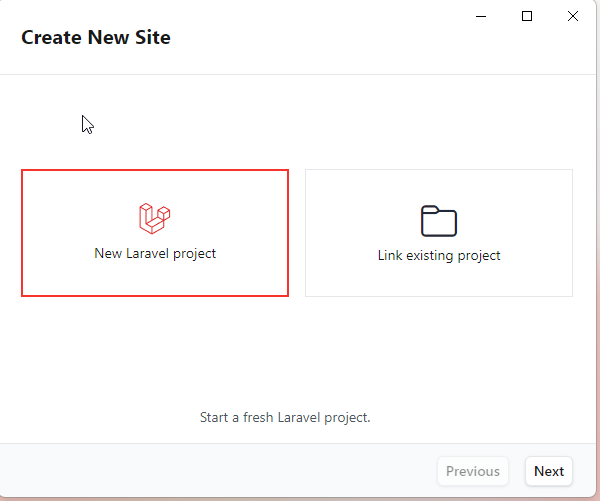 Create New Site
New Laravel project
Link existing project
Start a fresh Laravel project.
Previous
Next